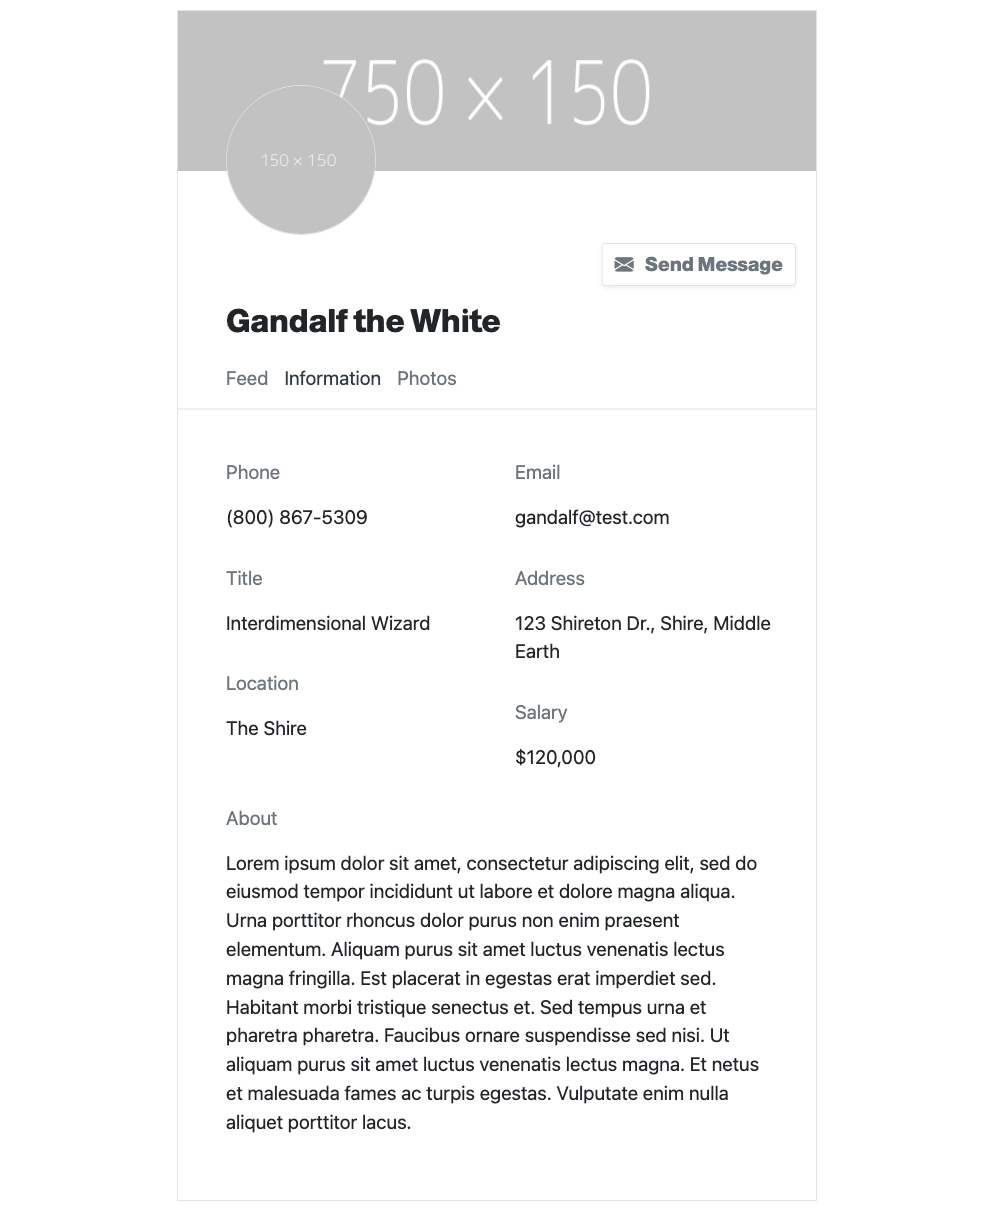 750 × 150
150 × 150
Send Message
Gandalf the White
Feed Information Photos
Phone
(800) 867-5309
Email
gandalf@test.com
Title
Interdimensional Wizard
Address
123 Shireton Dr., Shire, Middle
Earth
Location
The Shire
Salary
$120,000
About
Lorem ipsum dolor sit amet, consectetur adipiscing elit, sed do
eiusmod tempor incididunt ut labore et dolore magna aliqua.
Urna porttitor rhoncus dolor purus non enim praesent
elementum. Aliquam purus sit amet luctus venenatis lectus
magna fringilla. Est placerat in egestas erat imperdiet sed.
Habitant morbi tristique senectus et. Sed tempus urna et
pharetra pharetra. Faucibus ornare suspendisse sed nisi. Ut
aliquam purus sit amet luctus venenatis lectus magna. Et netus
et malesuada fames ac turpis egestas. Vulputate enim nulla
aliquet porttitor lacus.